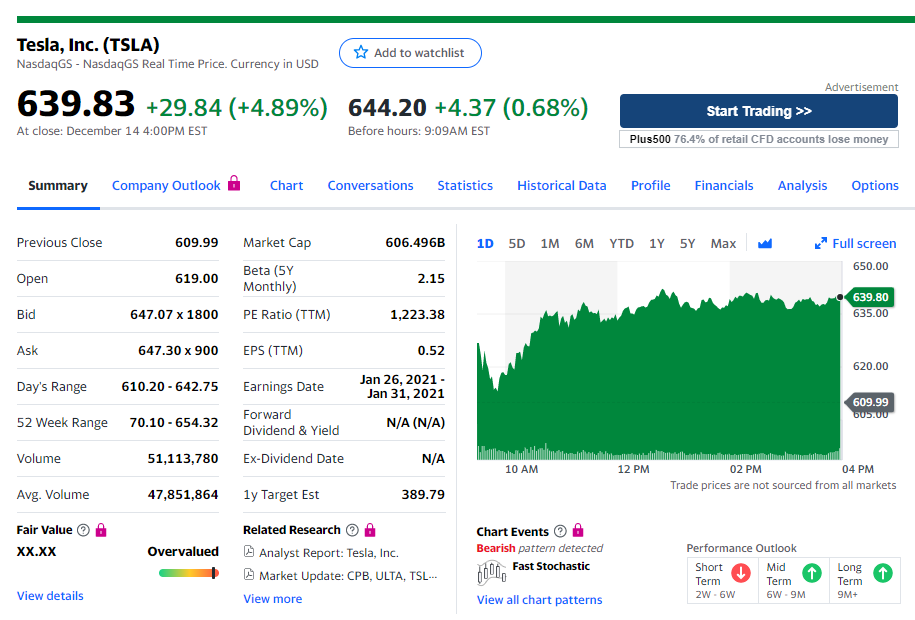 Tesla, Inc. (TSLA)
NasdaqGS - NasdaqGS Real Time Price. Currency in USD
Add to watchlist
639.83 +29.84 (+4.89%)
At close: December 14 4:00PM EST
644.20 +4.37 (0.68%)
Before hours: 9:09AM EST
Advertisement
Start Trading >>
Plus500 76.4% of retail CFD accounts lose money
Summary Company Outlook Chart Conversations Statistics Historical Data Profile Financials Analysis Options
Previous Close 609.99
Open 619.00
Bid 647.07 x 1800
Ask 647.30 x 900
Day's Range 610.20 - 642.75
52 Week Range 70.10 - 654.32
Volume 51,113,780
Avg. Volume 47,851,864
Market Cap 606.496B
Beta (5Y
Monthly) 2.15
PE Ratio (TTM) 1,223.38
EPS (TTM) 0.52
Earnings Date Jan 26, 2021 -
Jan 31, 2021
Forward
Dividend & Yield N/A (N/A)
Ex-Dividend Date N/A
1y Target Est 389.79
1D 5D 1M 6M YTD 1Y 5Y Max Full screen
650.00
639.80
635.00
620.00
609.99
605.00
10 AM 12 PM 02 PM 04 PM
Trade prices are not sourced from all markets
Fair Value ?
XX.XX Overvalued
View details
Related Research ?
Analyst Report: Tesla, Inc.
Market Update: CPB, ULTA, TSL...
View more
Chart Events ?
Bearish pattern detected
Fast Stochastic
View all chart patterns
Performance Outlook
Short
Term
2W - 6W
Mid
Term
6W - 9M
Long
Term
9M+